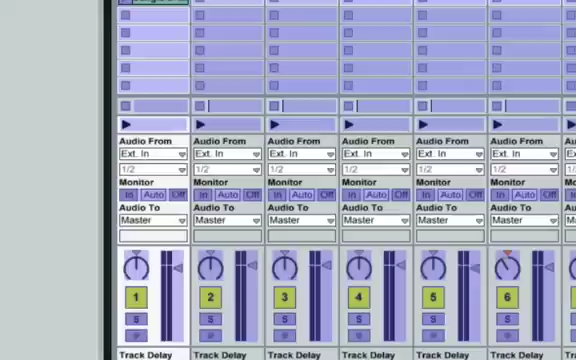 Audio From Audio From Audio From Audio From Audio From Audio From
Ext. In Ext. In Ext. In Ext. In Ext. In Ext. In
1/2 1/2 1/2 1/2 1/2 1/2
Monitor Monitor Monitor Monitor Monitor Monitor
In Auto Off In Auto Off In Auto Off In Auto Off In Auto Off In Auto Off
Audio To Audio To Audio To Audio To Audio To Audio To
Master Master Master Master Master Master
1 2 3 4 5 6
S S S S S S
Track Delay Track Delay Track Delay Track Delay Track Delay Track Delay